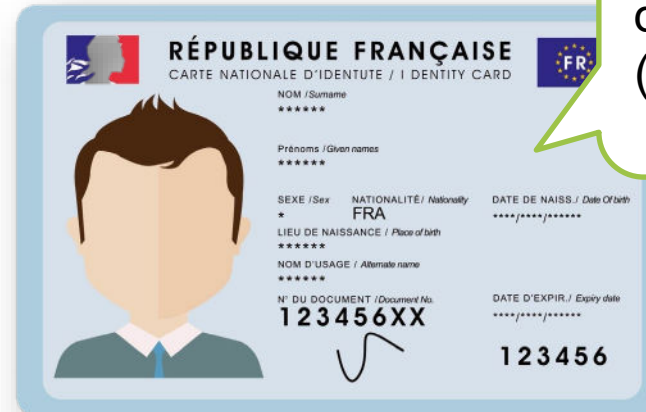 RÉPUBLIQUE FRANÇAISE
CARTE NATIONALE D'IDENTUTE / I DENTITY CARD
FR
NOM /Surname
******
Prénoms /Given names
******
SEXE /Sex NATIONALITÉ/ Nationality DATE DE NAISS./ Date Of birth
* FRA ****/****/******
LIEU DE NAISSANCE / Place of birth
******
NOM D'USAGE / Alternate name
******
N° DU DOCUMENT /Document No. DATE D'EXPIR./ Expiry date
123456XX ****/****/******
123456